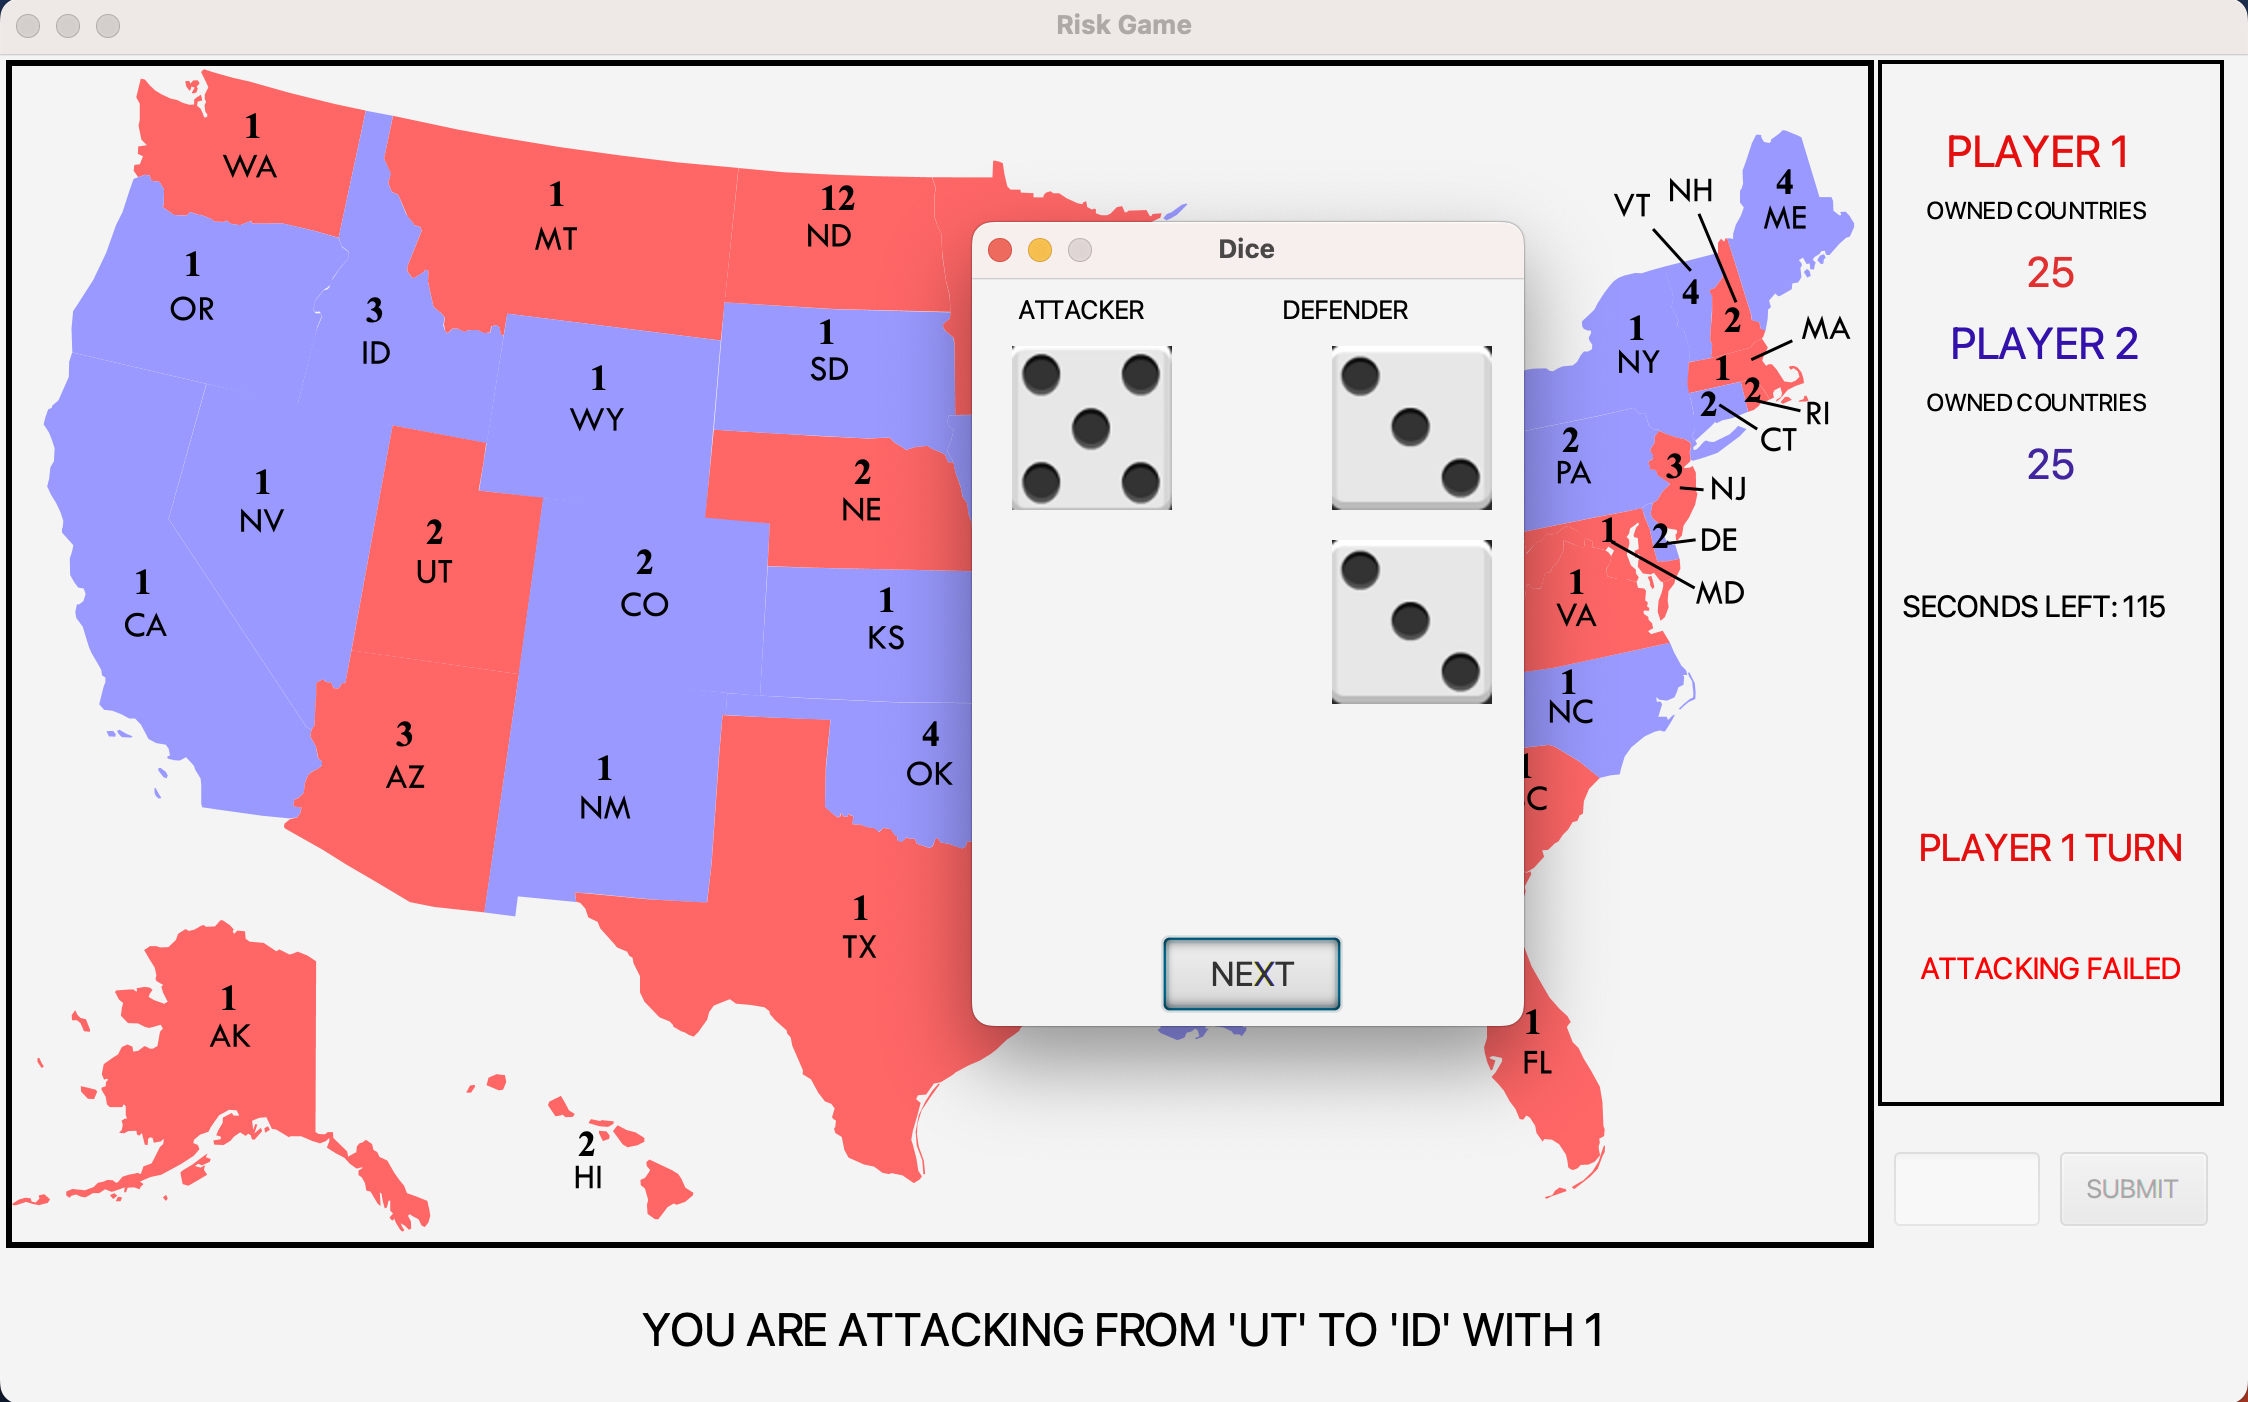 Risk Game
1
WA
1
MT
12
ND
1
OR
3
ID
1
WY
1
SD
2
NE
1
NV
2
UT
1
CA
2
CO
1
KS
3
AZ
1
NM
4
OK
1
TX
1
AK
2
HI
Dice
ATTACKER
DEFENDER
NEXT
VT
NH
4
ME
4
2
MA
1
NY
1
2
RI
2
CT
2
PA
3
NJ
1
2
DE
MD
1
VA
1
NC
1
C
1
FL
PLAYER 1
OWNED COUNTRIES
25
PLAYER 2
OWNED COUNTRIES
25
SECONDS LEFT: 115
PLAYER 1 TURN
ATTACKING FAILED
SUBMIT
YOU ARE ATTACKING FROM 'UT' TO 'ID' WITH 1